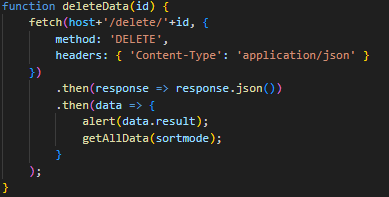 function deleteData(id) {
    fetch(host+'/delete/'+id, {
        method: 'DELETE',
        headers: { 'Content-Type': 'application/json' }
    })
        .then(response => response.json())
        .then(data => {
            alert(data.result);
            getAllData(sortmode);
        }
    );
}